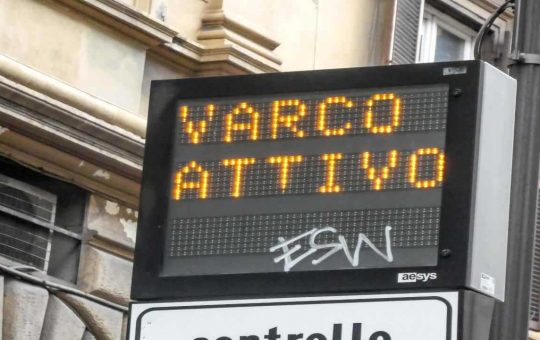 VARCO
ATTIVO
ESW
aesys
controllo